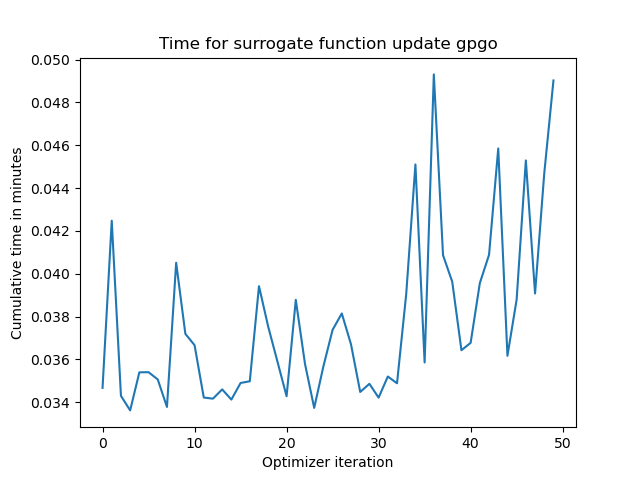 Time for surrogate function update gpgo
0.050
0.048
0.046
0.044
0.042
0.040
0.038
0.036
0.034
Cumulative time in minutes
0 10 20 30 40 50
Optimizer iteration